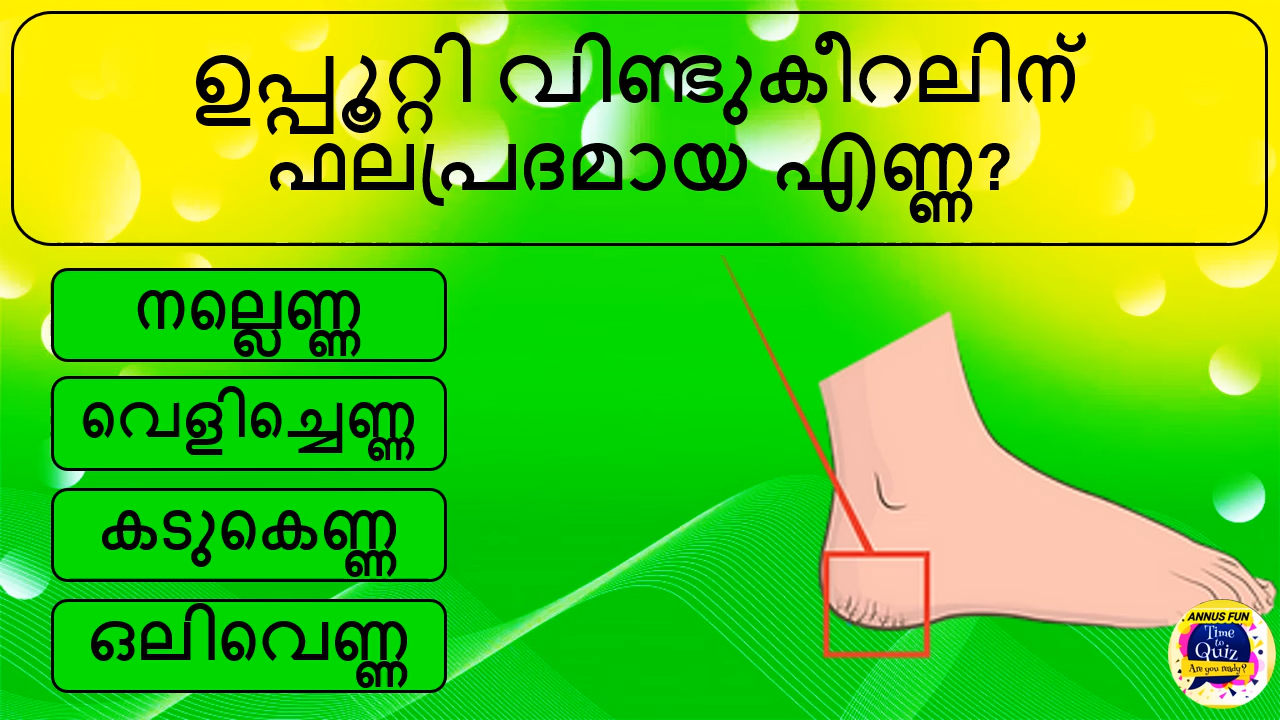 ഉപ്പൂറ്റി വിണ്ടുകീറലിന്
ഫലപ്രദമായ എണ്ണ?
നല്ലെണ്ണ
വെളിച്ചെണ്ണ
കടുകെണ്ണ
ഒലിവെണ്ണ
ANNUS FUN
Time
to
Quiz
Are you ready?